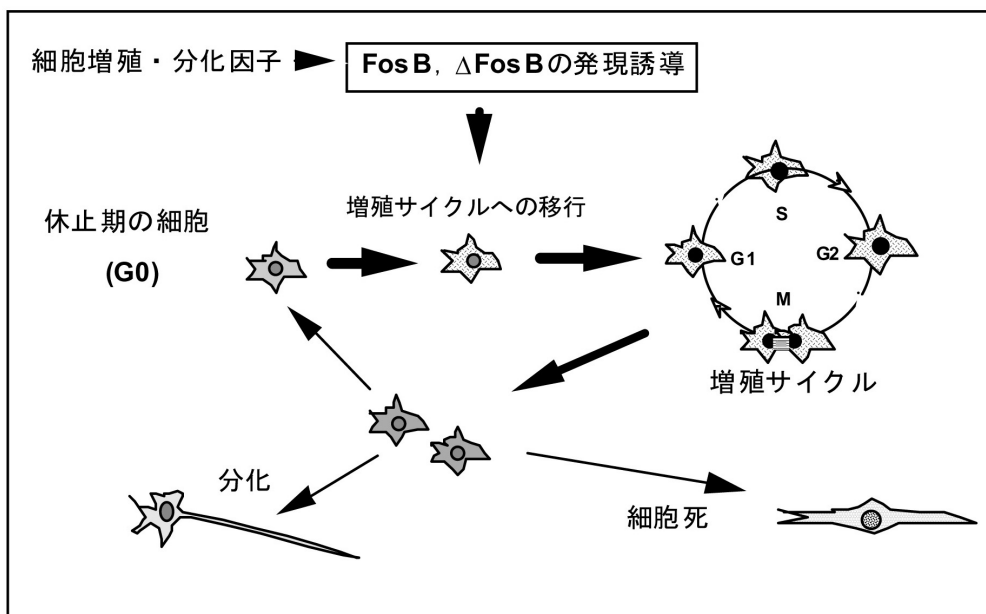 細胞増殖・分化因子
FosB, ΔFosBの発現誘導
増殖サイクルへの移行
休止期の細胞
(G0)
S
G1
G2
M
増殖サイクル
分化
細胞死